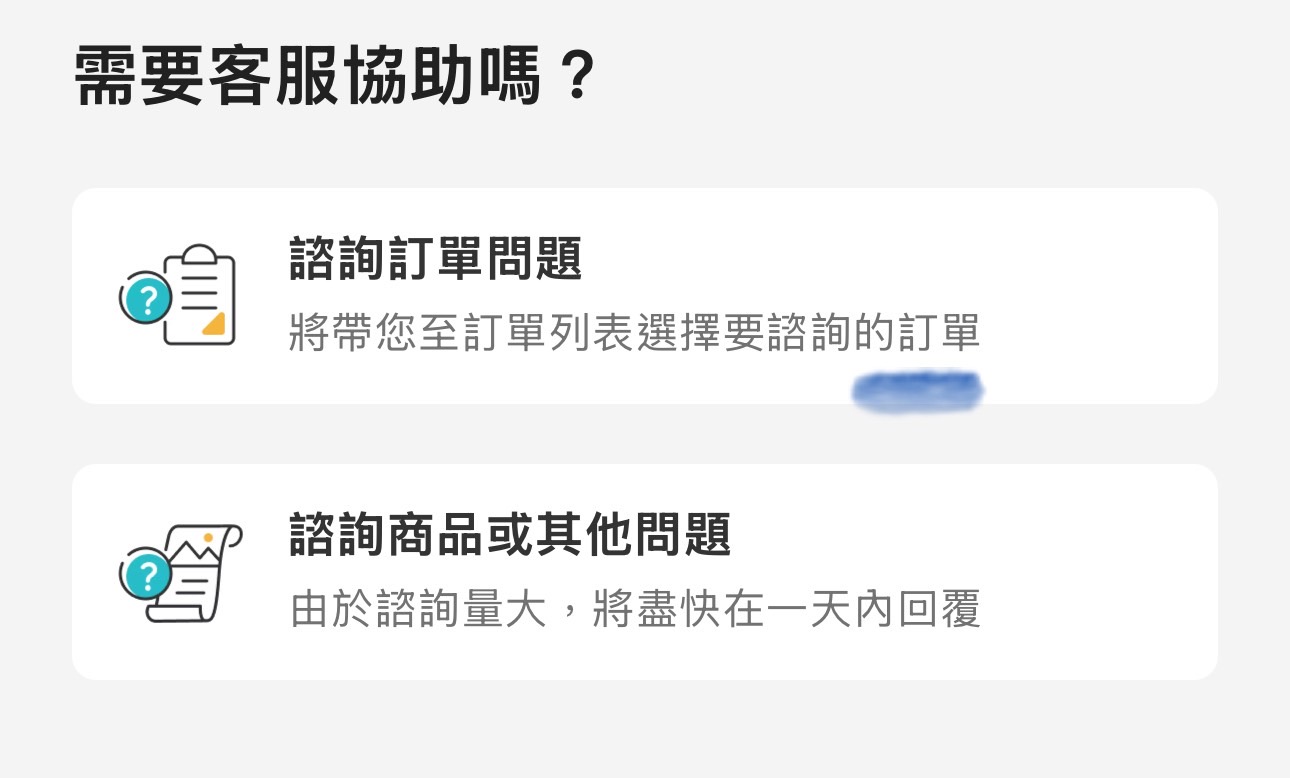 需要客服協助嗎？
諮詢訂單問題
將帶您至訂單列表選擇要諮詢的訂單
諮詢商品或其他問題
由於諮詢量大，將盡快在一天內回覆